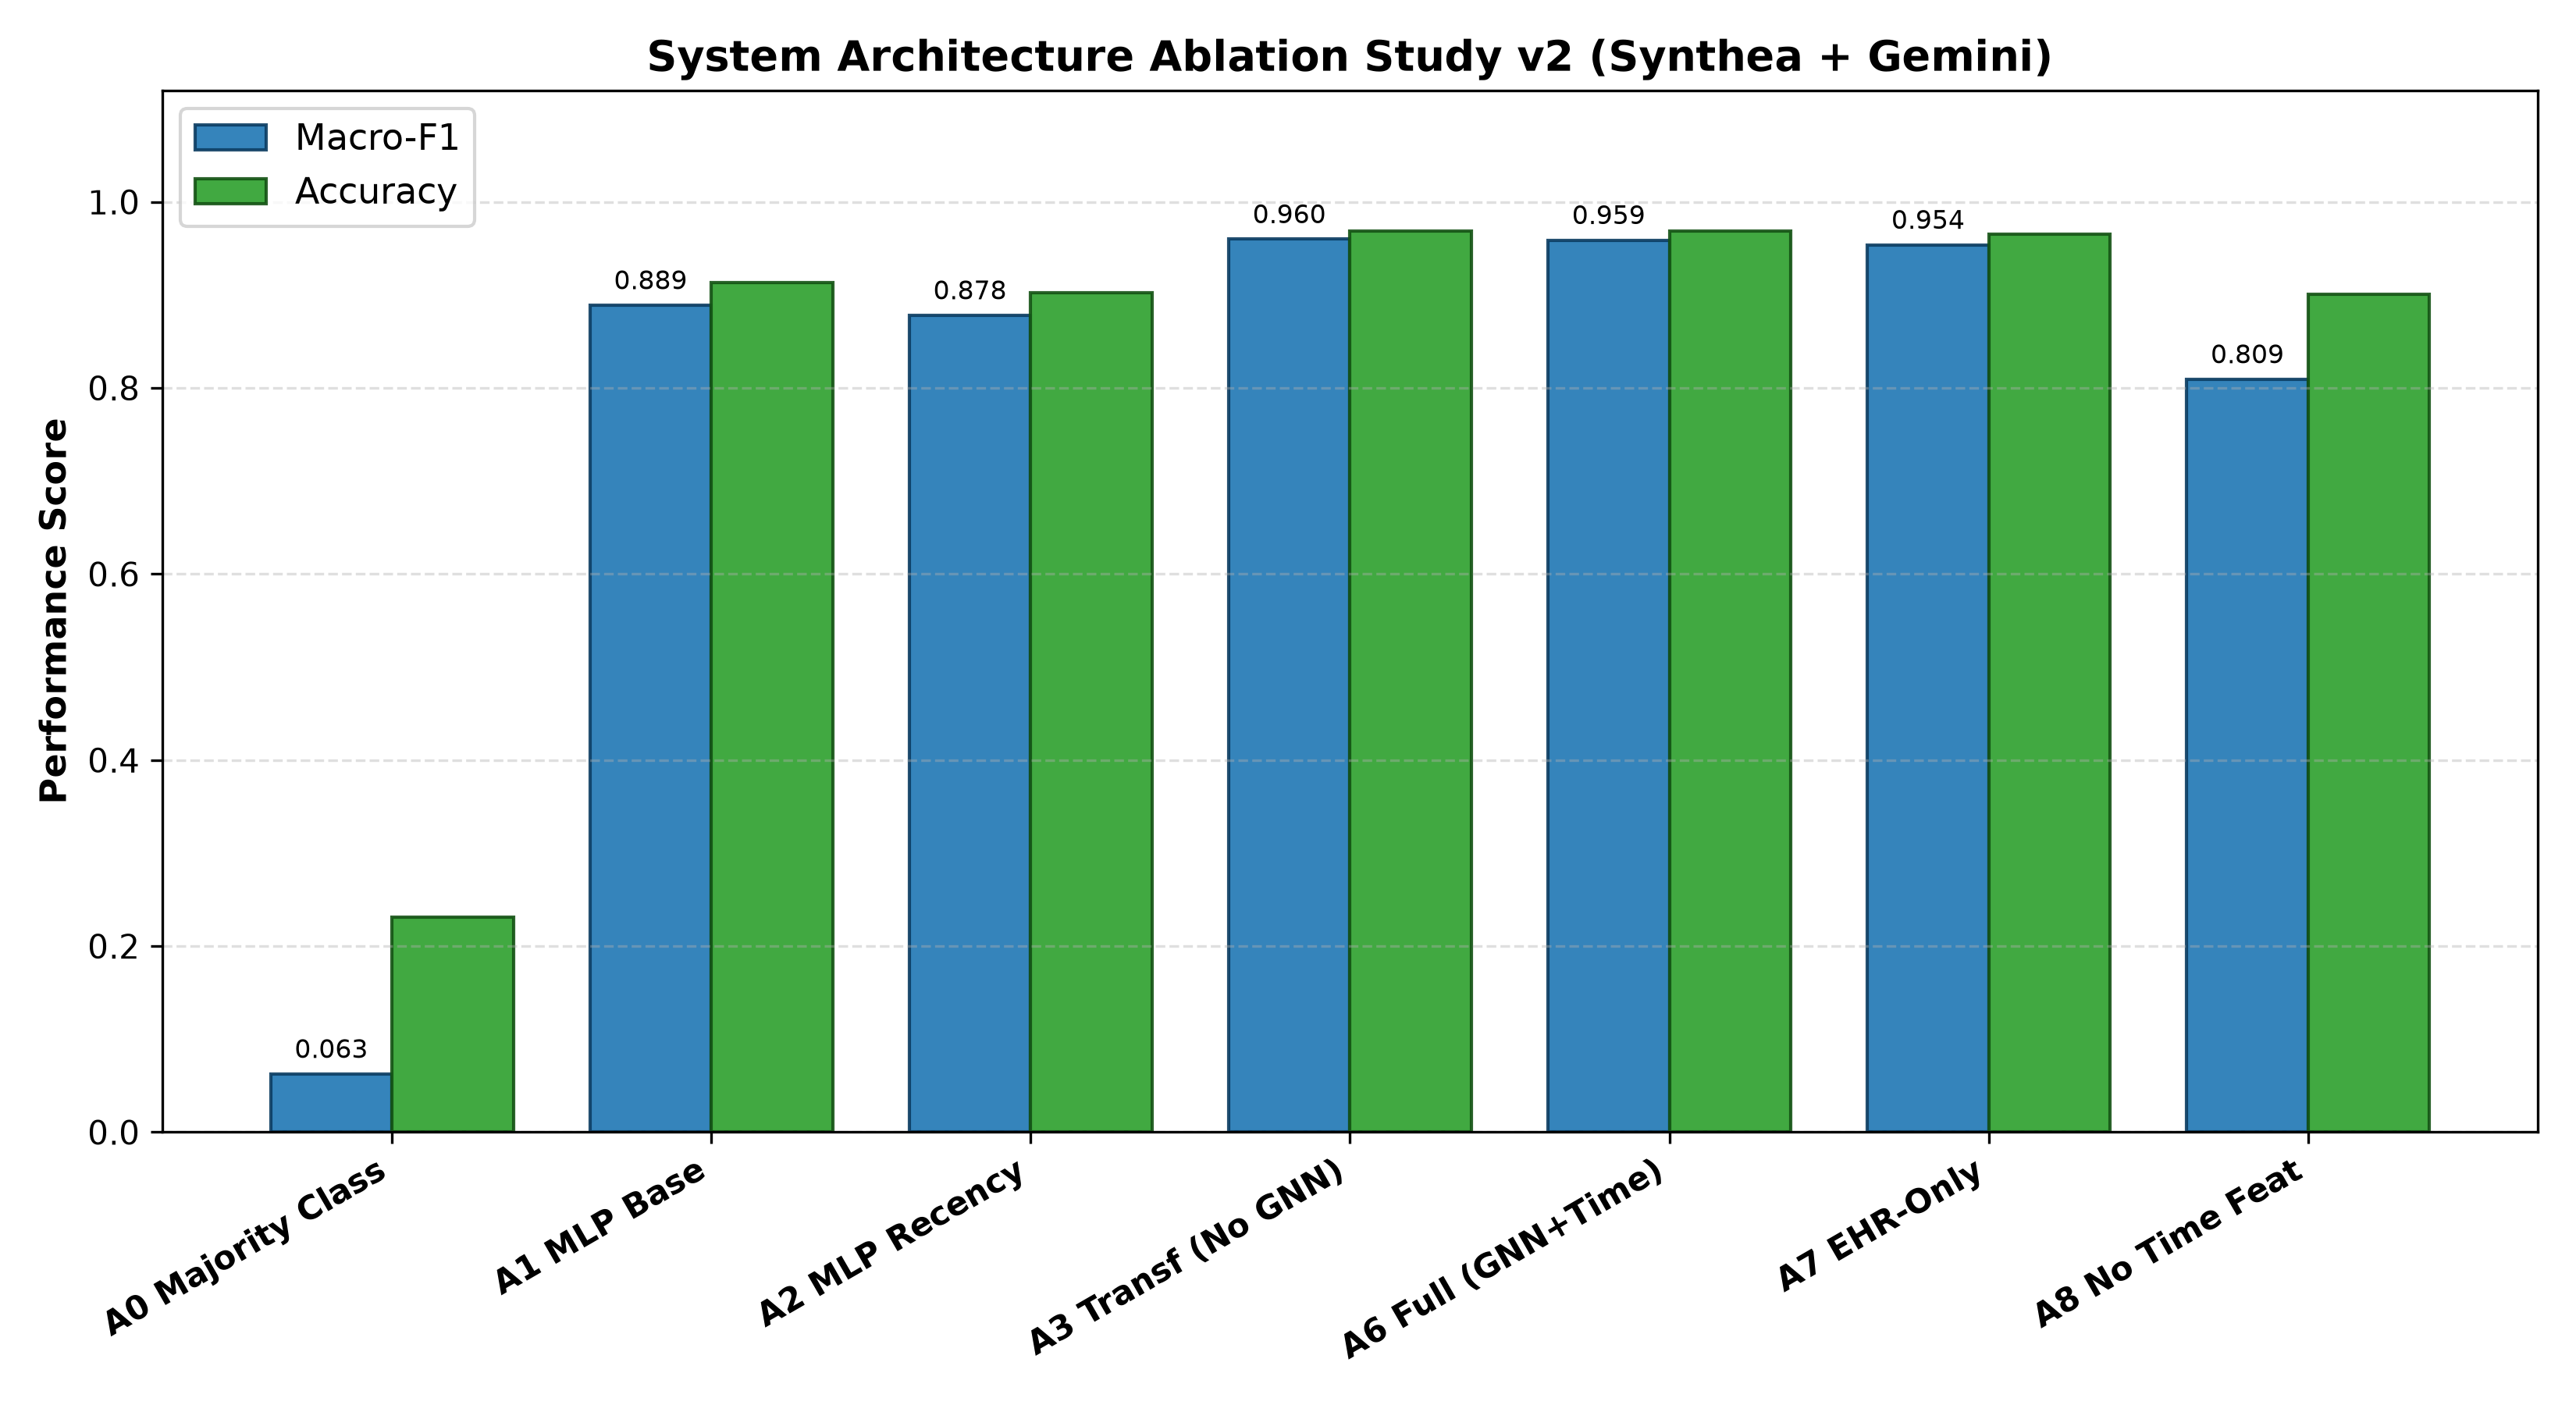 System Architecture Ablation Study v2 (Synthea + Gemini)
Macro-F1
Accuracy
Performance Score
1.0
0.8
0.6
0.4
0.2
0.0
0.063
0.889
0.878
0.960
0.959
0.954
0.809
A0 Majority Class
A1 MLP Base
A2 MLP Recency
A3 Transf (No GNN)
A6 Full (GNN+Time)
A7 EHR-Only
A8 No Time Feat